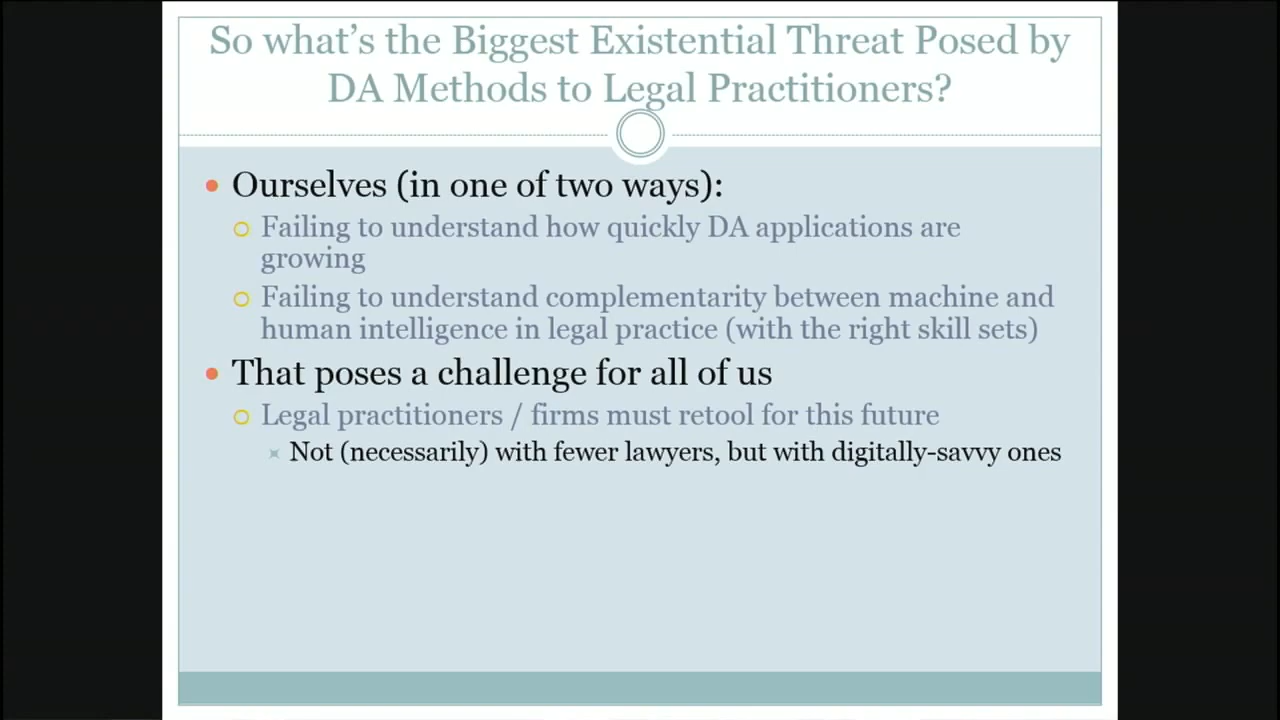 So what's the Biggest Existential Threat Posed by
DA Methods to Legal Practitioners?
Ourselves (in one of two ways):
Failing to understand how quickly DA applications are
growing
Failing to understand complementarity between machine and
human intelligence in legal practice (with the right skill sets)
That poses a challenge for all of us
Legal practitioners / firms must retool for this future
Not (necessarily) with fewer lawyers, but with digitally-savvy ones